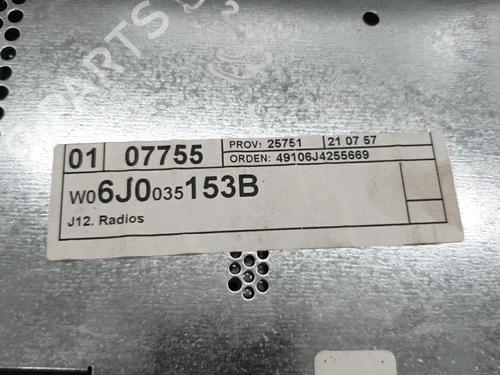 01 07755 PROV: 25751 21 07 57
ORDEN: 49106J4255669
W06J0035153B
J12. Radios